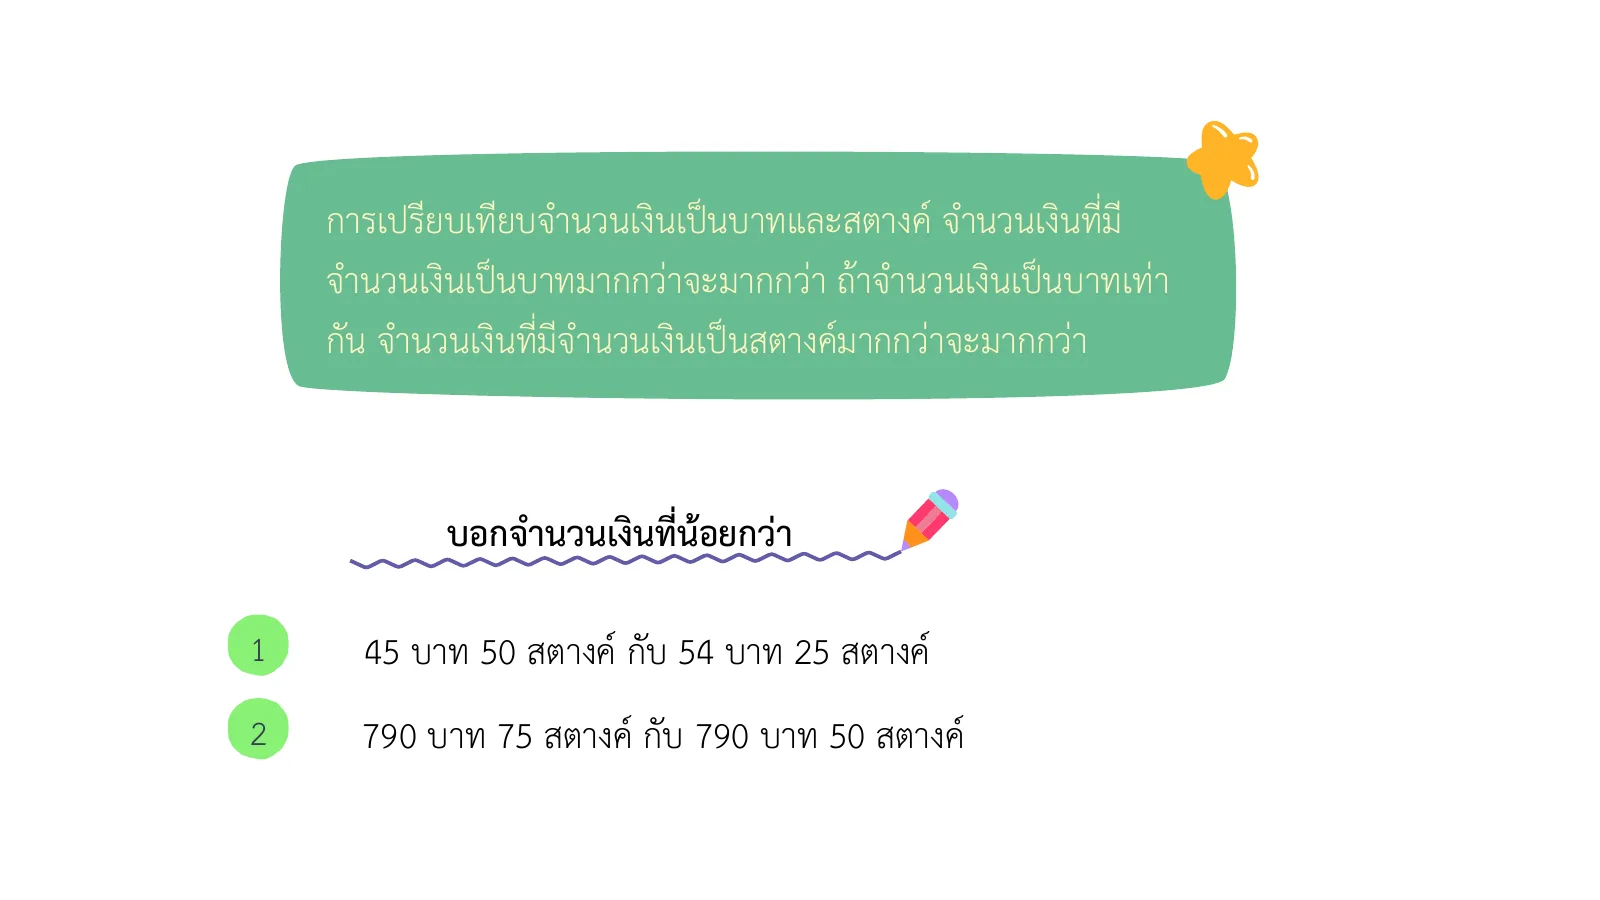 การเปรียบเทียบจำนวนเงินเป็นบาทและสตางค์ จำนวนเงินที่มี
จำนวนเงินเป็นบาทมากกว่าจะมากกว่า ถ้าจำนวนเงินเป็นบาทเท่า
กัน จำนวนเงินที่มีจำนวนเงินเป็นสตางค์มากกว่าจะมากกว่า
บอกจำนวนเงินที่น้อยกว่า
1 45 บาท 50 สตางค์ กับ 54 บาท 25 สตางค์
2 790 บาท 75 สตางค์ กับ 790 บาท 50 สตางค์